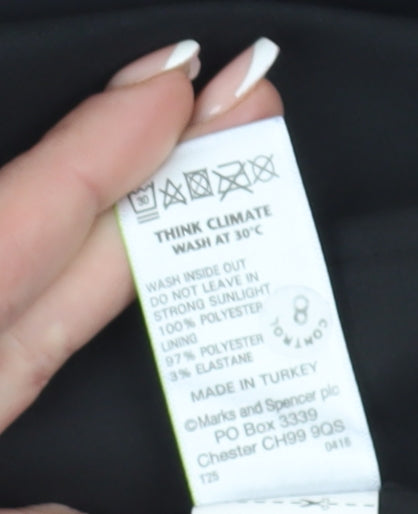 30
THINK CLIMATE
WASH AT 30°C
WASH INSIDE OUT
DO NOT LEAVE IN
STRONG SUNLIGHT
100% POLYESTER
LINING
97% POLYESTER
3% ELASTANE
8
CONTROL
MADE IN TURKEY
©Marks and Spencer plc
PO Box 3339
Chester CH99 9QS
T25 0418